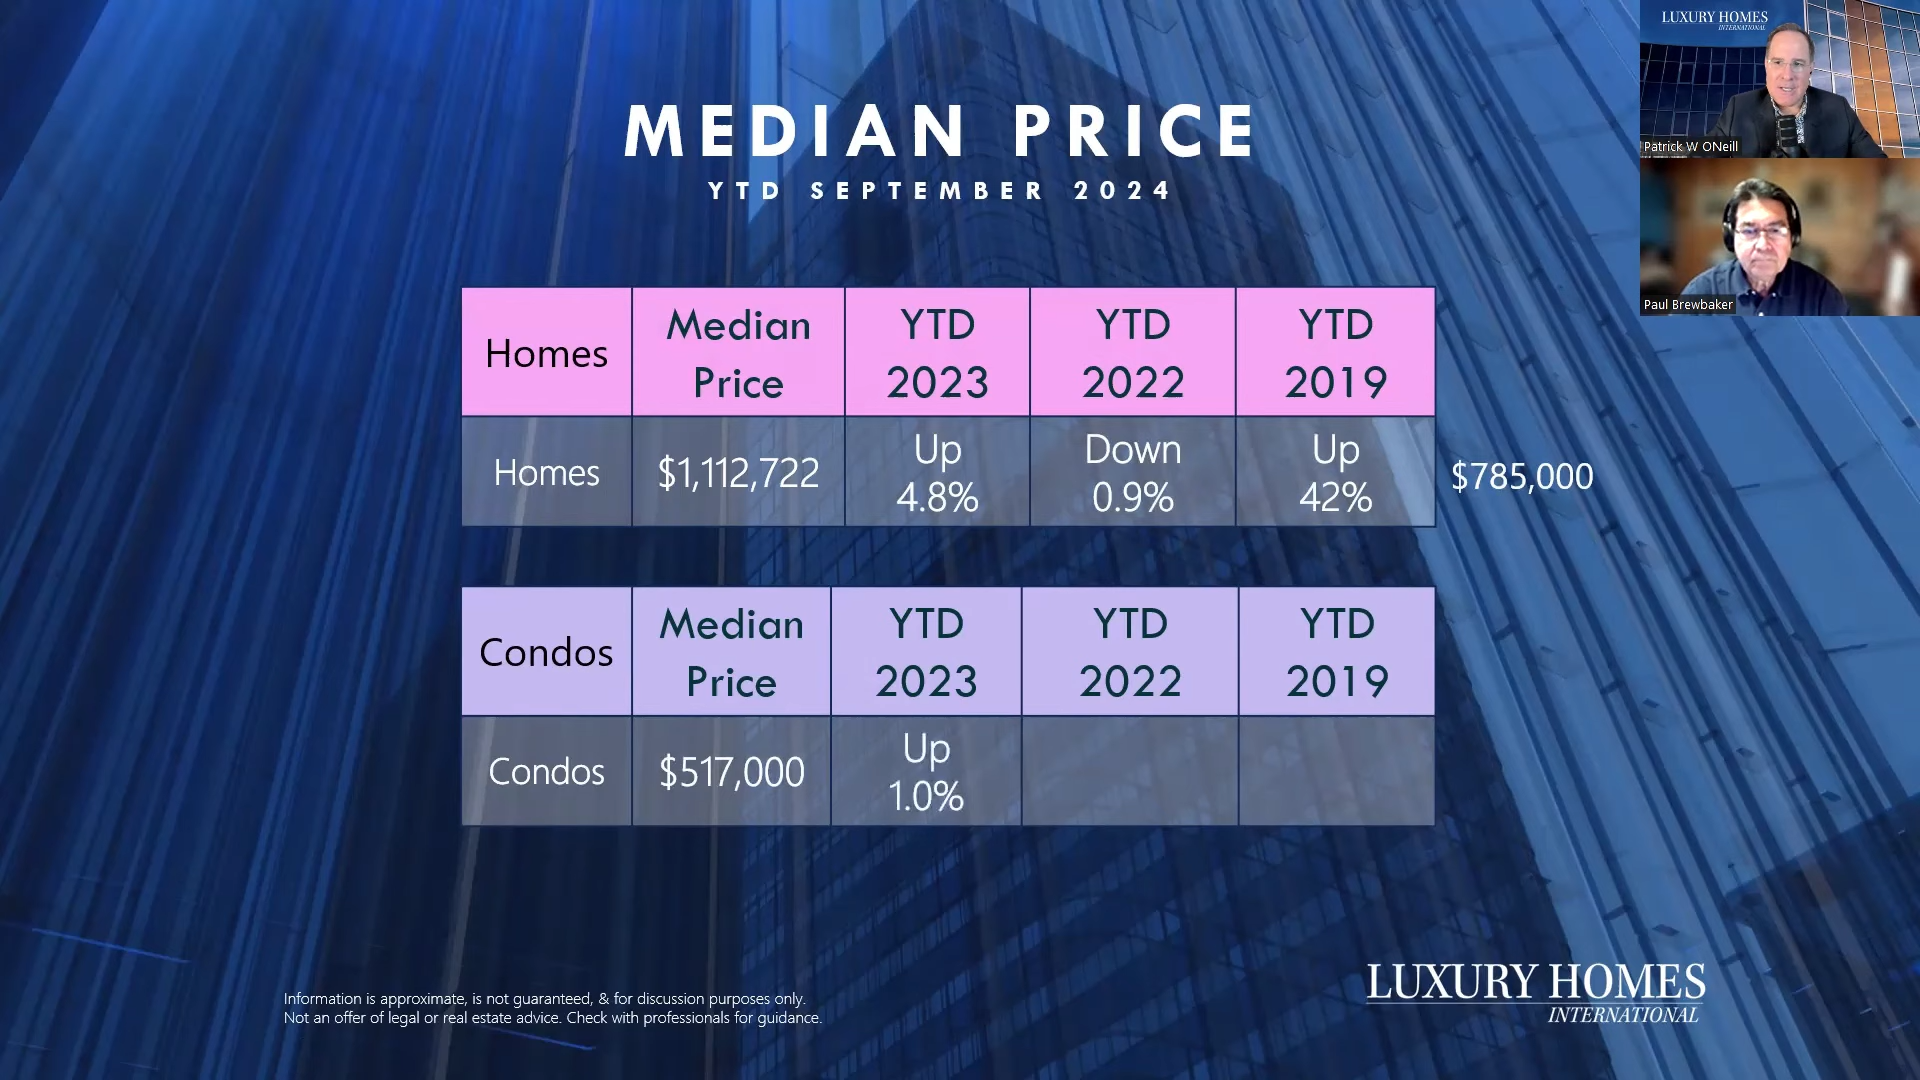 MEDIAN PRICE
YTD SEPTEMBER 2024
LUXURY HOMES
INTERNATIONAL
Patrick W ONeill
Paul Brewbaker
Homes
Median
Price
YTD
2023
YTD
2022
YTD
2019
Homes
$1,112,722
Up
4.8%
Down
0.9%
Up
42%
$785,000
Condos
Median
Price
YTD
2023
YTD
2022
YTD
2019
Condos
$517,000
Up
1.0%
Information is approximate, is not guaranteed, & for discussion purposes only.
Not an offer of legal or real estate advice. Check with professionals for guidance.
LUXURY HOMES
INTERNATIONAL